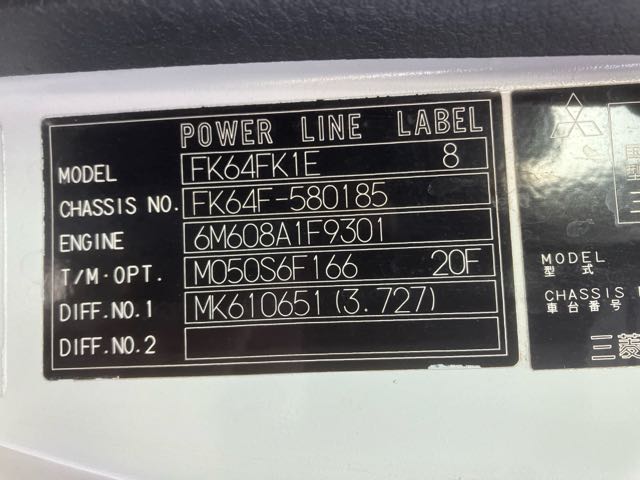 POWER LINE LABEL
MODEL FK64FK1E 8
CHASSIS NO. FK64F-580185
ENGINE 6M608A1F9301
T/M·OPT. M050S6F166 20F
DIFF.NO.1 MK610651(3.727)
DIFF.NO.2
MODEL
型式
CHASSIS
車台番号
三菱